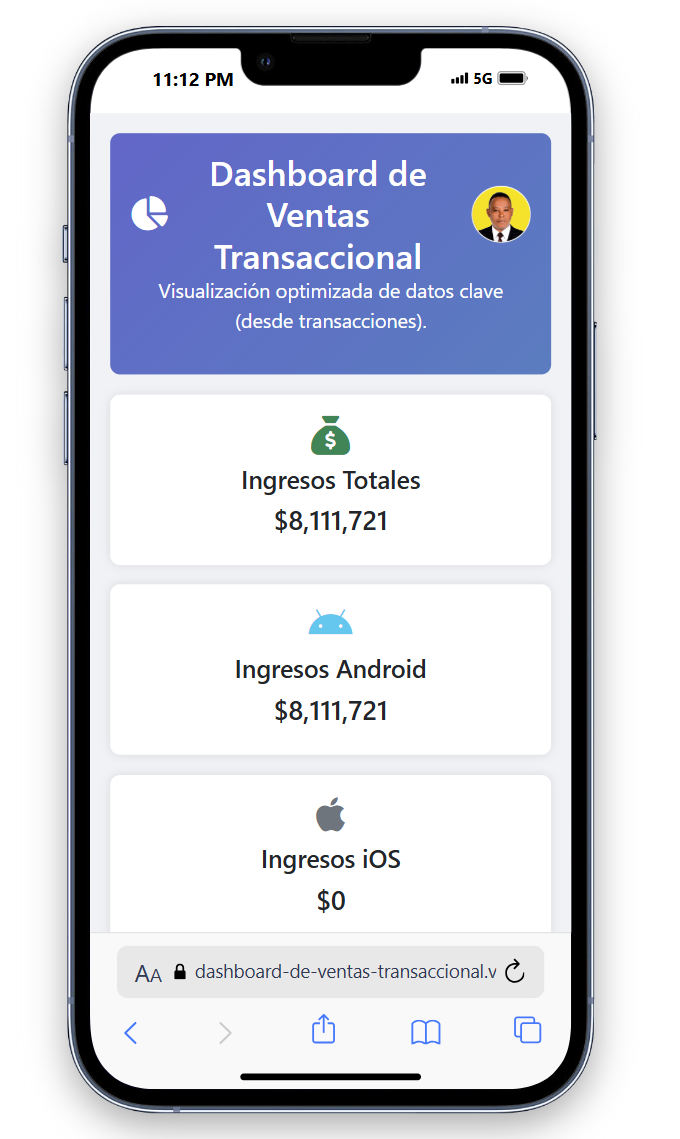 11:12 PM
5G
Dashboard de
Ventas
Transaccional
Visualización optimizada de datos clave
(desde transacciones).
$
Ingresos Totales
$8,111,721
Ingresos Android
$8,111,721
Ingresos iOS
$0
AA dashboard-de-ventas-transaccional.v